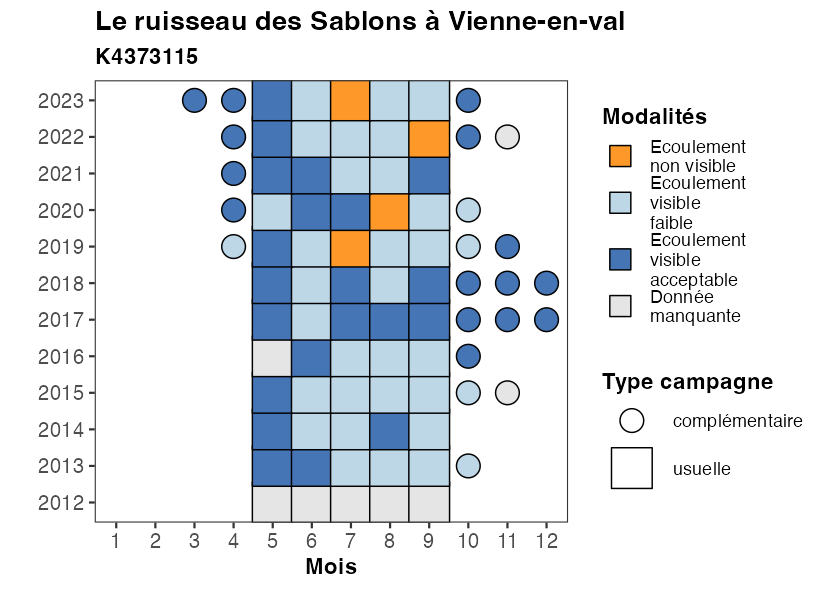 Le ruisseau des Sablons à Vienne-en-val
K4373115
2023
2022
2021
2020
2019
2018
2017
2016
2015
2014
2013
2012
1 2 3 4 5 6 7 8 9 10 11 12
Mois
Modalités
Ecoulement
non visible
Ecoulement
visible
faible
Ecoulement
visible
acceptable
Donnée
manquante
Type campagne
complémentaire
usuelle